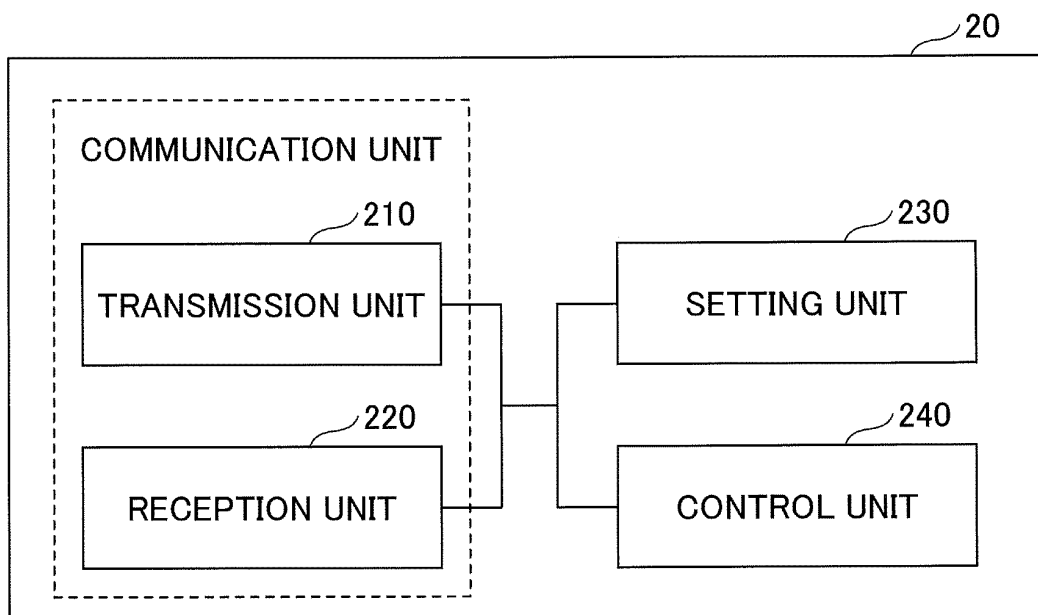 20
COMMUNICATION UNIT
210
TRANSMISSION UNIT
220
RECEPTION UNIT
230
SETTING UNIT
240
CONTROL UNIT